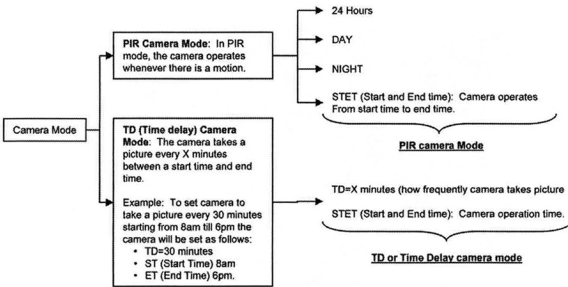 24 Hours
PIR Camera Mode: In PIR
mode, the camera operates
whenever there is a motion.
DAY
NIGHT
STET (Start and End time): Camera operates
From start time to end time.
PIR camera Mode
Camera Mode
TD (Time delay) Camera
Mode: The camera takes a
picture every X minutes
between a start time and end
time.
Example: To set camera to
take a picture every 30 minutes
starting from 8am till 6pm the
camera will be set as follows:
• TD=30 minutes
• ST (Start Time) 8am
• ET (End Time) 6pm.
TD=X minutes (how frequently camera takes picture
STET (Start and End time): Camera operation time.
TD or Time Delay camera mode